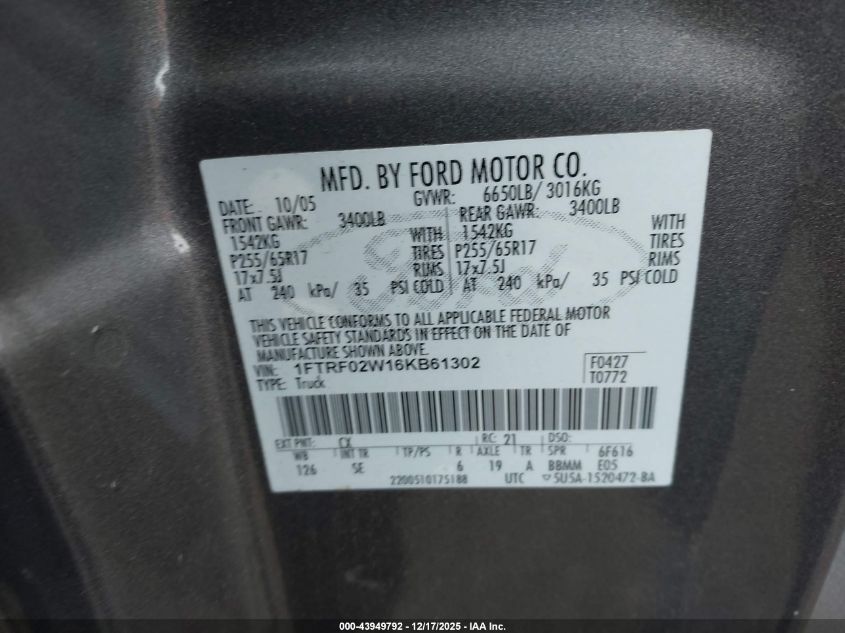 MFD. BY FORD MOTOR CO.
DATE: 10/05 GVWR: 6650LB/ 3016KG
FRONT GAWR: 3400LB REAR GAWR: 3400LB
1542KG WITH 1542KG WITH
P255/65R17 TIRES P255/65R17 TIRES
17x7.5J RIMS 17x7.5J RIMS
AT 240 kPa/ 35 PSI COLD AT 240 kPa/ 35 PSI COLD
Ford
THIS VEHICLE CONFORMS TO ALL APPLICABLE FEDERAL MOTOR
VEHICLE SAFETY STANDARDS IN EFFECT ON THE DATE OF
MANUFACTURE SHOWN ABOVE.
VIN: 1FTRF02W16KB61302 F0427
TYPE: Truck T0772
EXT PNT: CX RC: 21 DSO:
WB INT TR TP/PS R AXLE TR SPR 6F616
126 SE 6 19 A BBMM E05
2200510175188 UTC ▽5U5A-1520472-BA
000-43949792 - 12/17/2025 - IAA Inc.